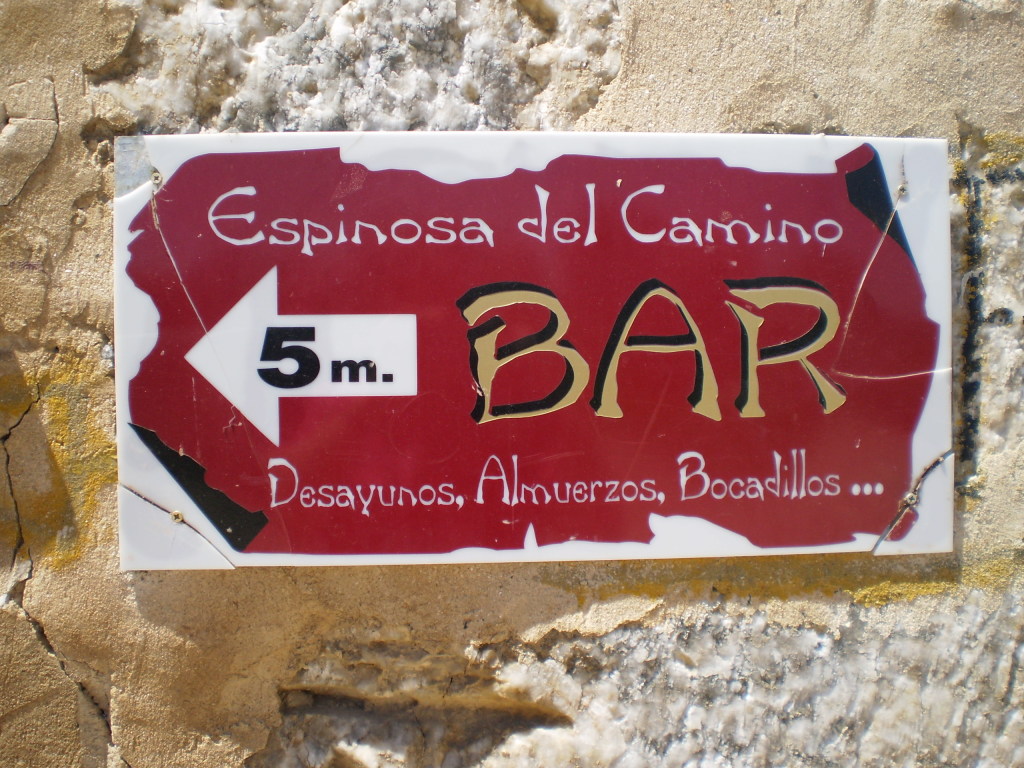 Espinosa del Camino
5 m.
BAR
Desayunos, Almuerzos, Bocadillos ...